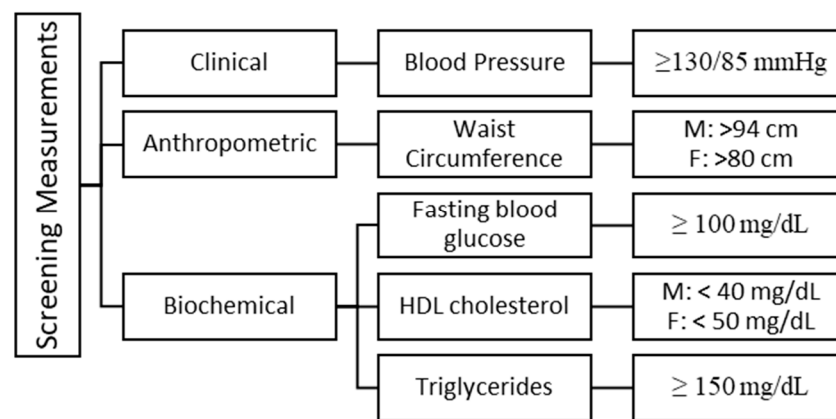 Screening Measurements
Clinical
Blood Pressure
≥130/85 mmHg
Anthropometric
Waist
Circumference
M: >94 cm
F: >80 cm
Biochemical
Fasting blood
glucose
≥ 100 mg/dL
HDL cholesterol
M: < 40 mg/dL
F: < 50 mg/dL
Triglycerides
≥ 150 mg/dL